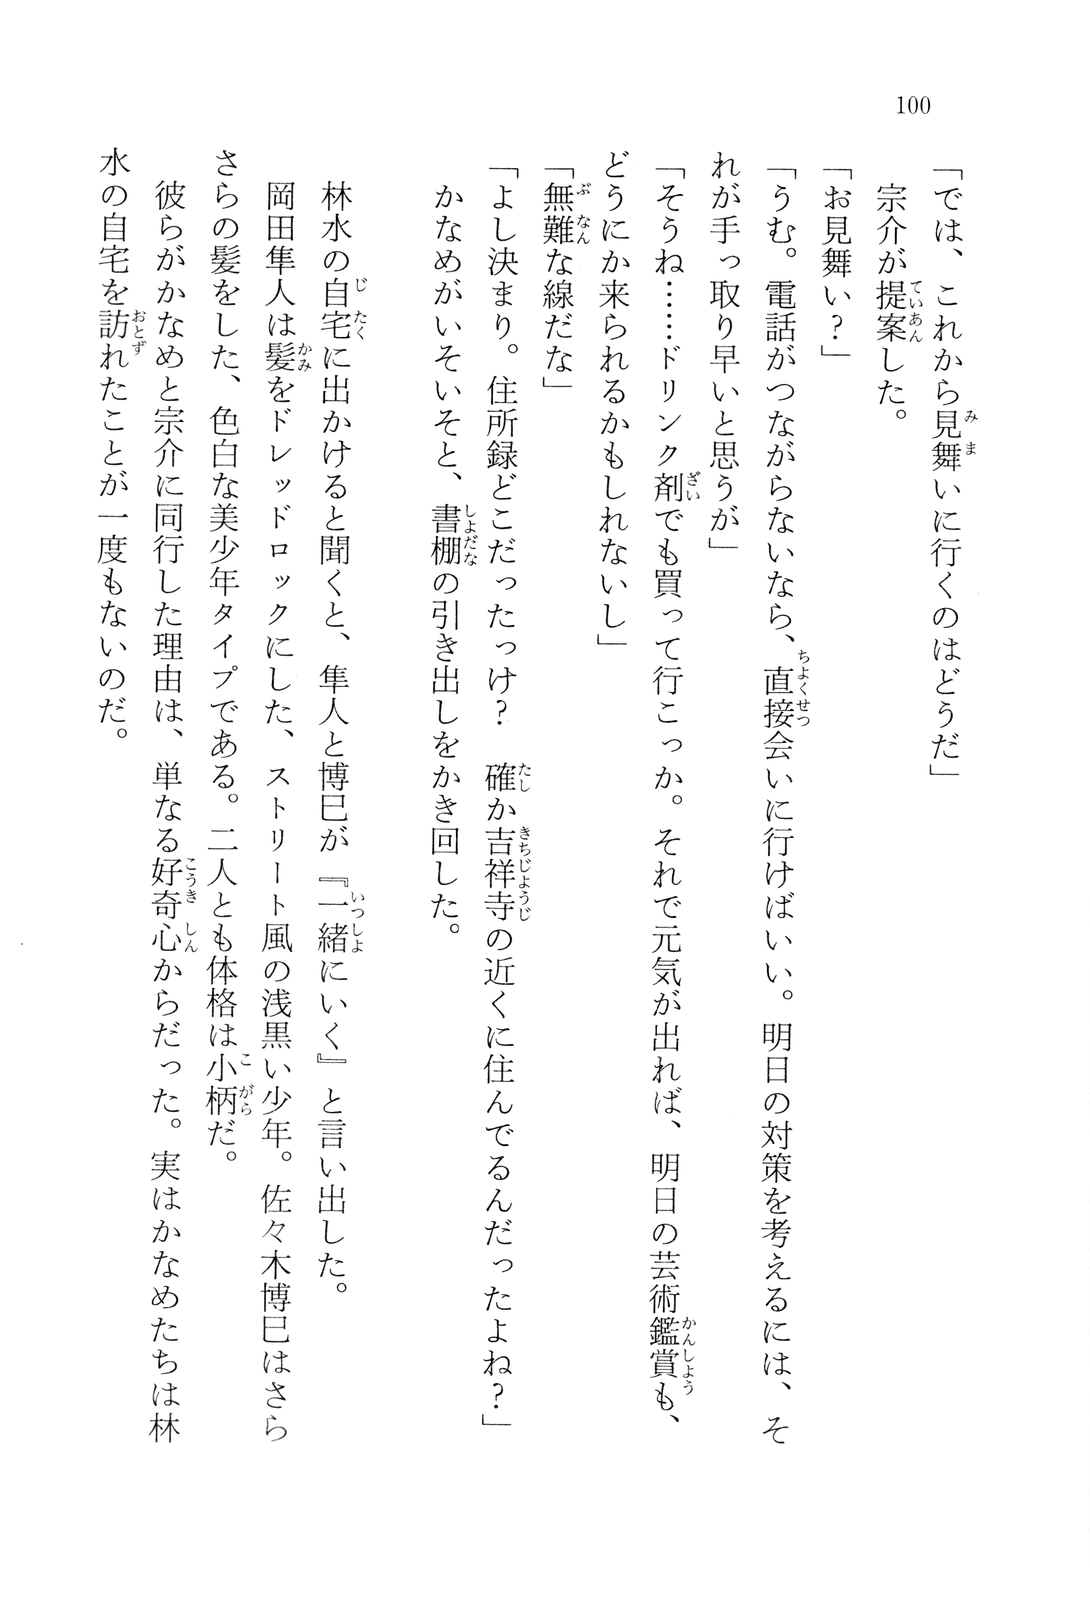 100
「では、これから見舞いに行くのはどうだ」
宗介が提案した。
「お見舞い?」
「うむ。電話がつながらないなら、直接会いに行けばいい。明日の対策を考えるには、そ
れが手っ取り早いと思うが」
「そうね……ドリンク剤でも買って行こっか。それで元気が出れば、明日の芸術鑑賞も、
どうにか来られるかもしれないし」
「無難な線だな」
「よし決まり。住所録どこだったっけ? 確か吉祥寺の近くに住んでるんだったよね?」
かなめがいそいそと、書棚の引き出しをかき回した。
林水の自宅に出かけると聞くと、隼人と博巳が『一緒にいく』と言い出した。
岡田隼人は髪をドレッドロックにした、ストリート風の浅黒い少年。佐々木博巳はさら
さらの髪をした、色白な美少年タイプである。二人とも体格は小柄だ。
彼らがかなめと宗介に同行した理由は、単なる好奇心からだった。実はかなめたちは林
水の自宅を訪れたことが一度もないのだ。